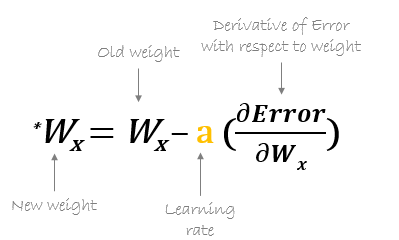 Derivative of Error
with respect to weight
Old weight
*Wx = Wx - a (∂Error/∂Wx)
New weight
Learning
rate